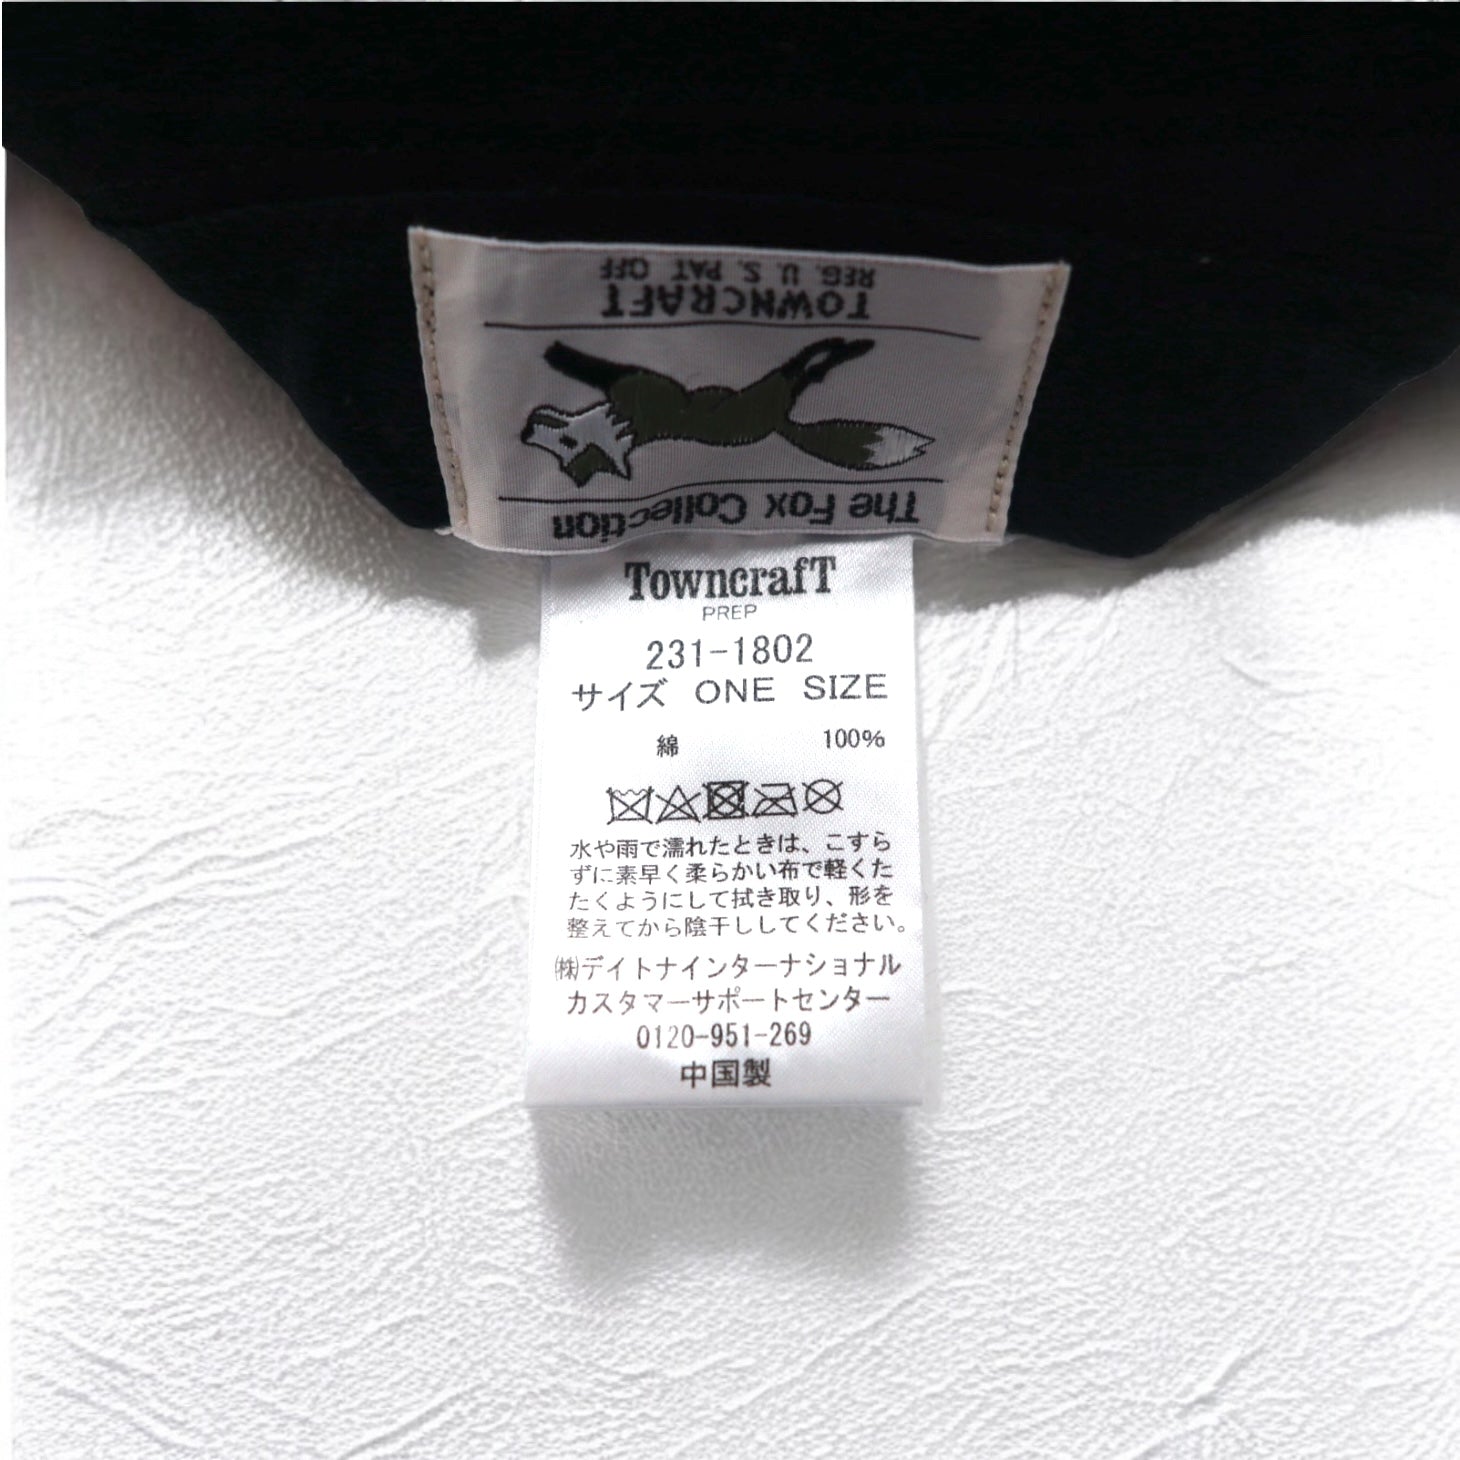 The Fox Collection
TOWNCRAFT
REG. U. S. PAT OFF
TowncrafT
PREP
231-1802
サイズ ONE SIZE
綿 100%
水や雨で濡れたときは、こすら
ずに素早く柔らかい布で軽くた
たくようにして拭き取り、形を
整えてから陰干ししてください。
㈱デイトナインターナショナル
カスタマーサポートセンター
0120-951-269
中国製